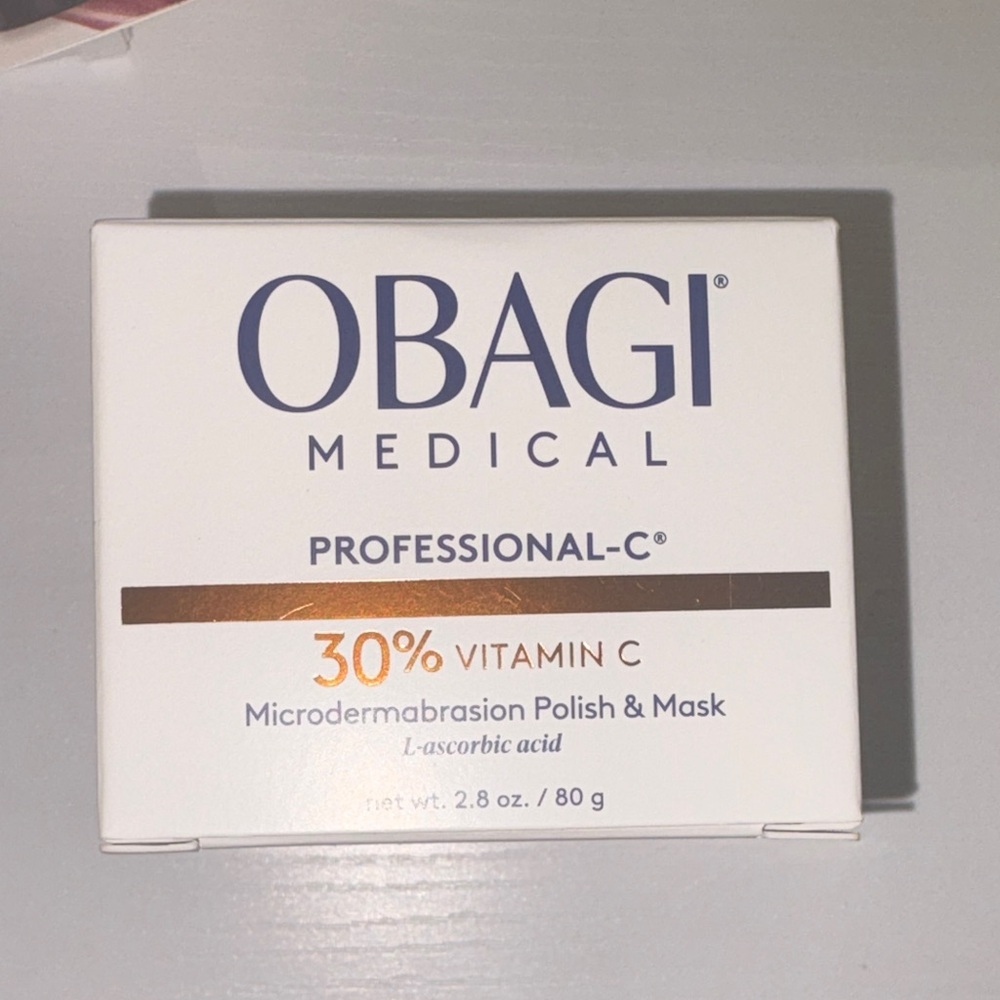 OBAGI®
MEDICAL
PROFESSIONAL-C®
30% VITAMIN C
Microdermabrasion Polish & Mask
L-ascorbic acid
net wt. 2.8 oz. / 80 g